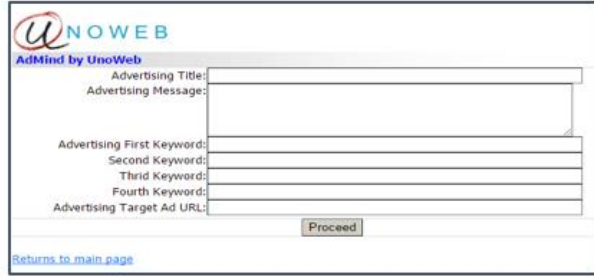 UNOWEB
AdMind by UnoWeb
Advertising Title:
Advertising Message:
Advertising First Keyword:
Second Keyword:
Thrid Keyword:
Fourth Keyword:
Advertising Target Ad URL:
Proceed
Returns to main page